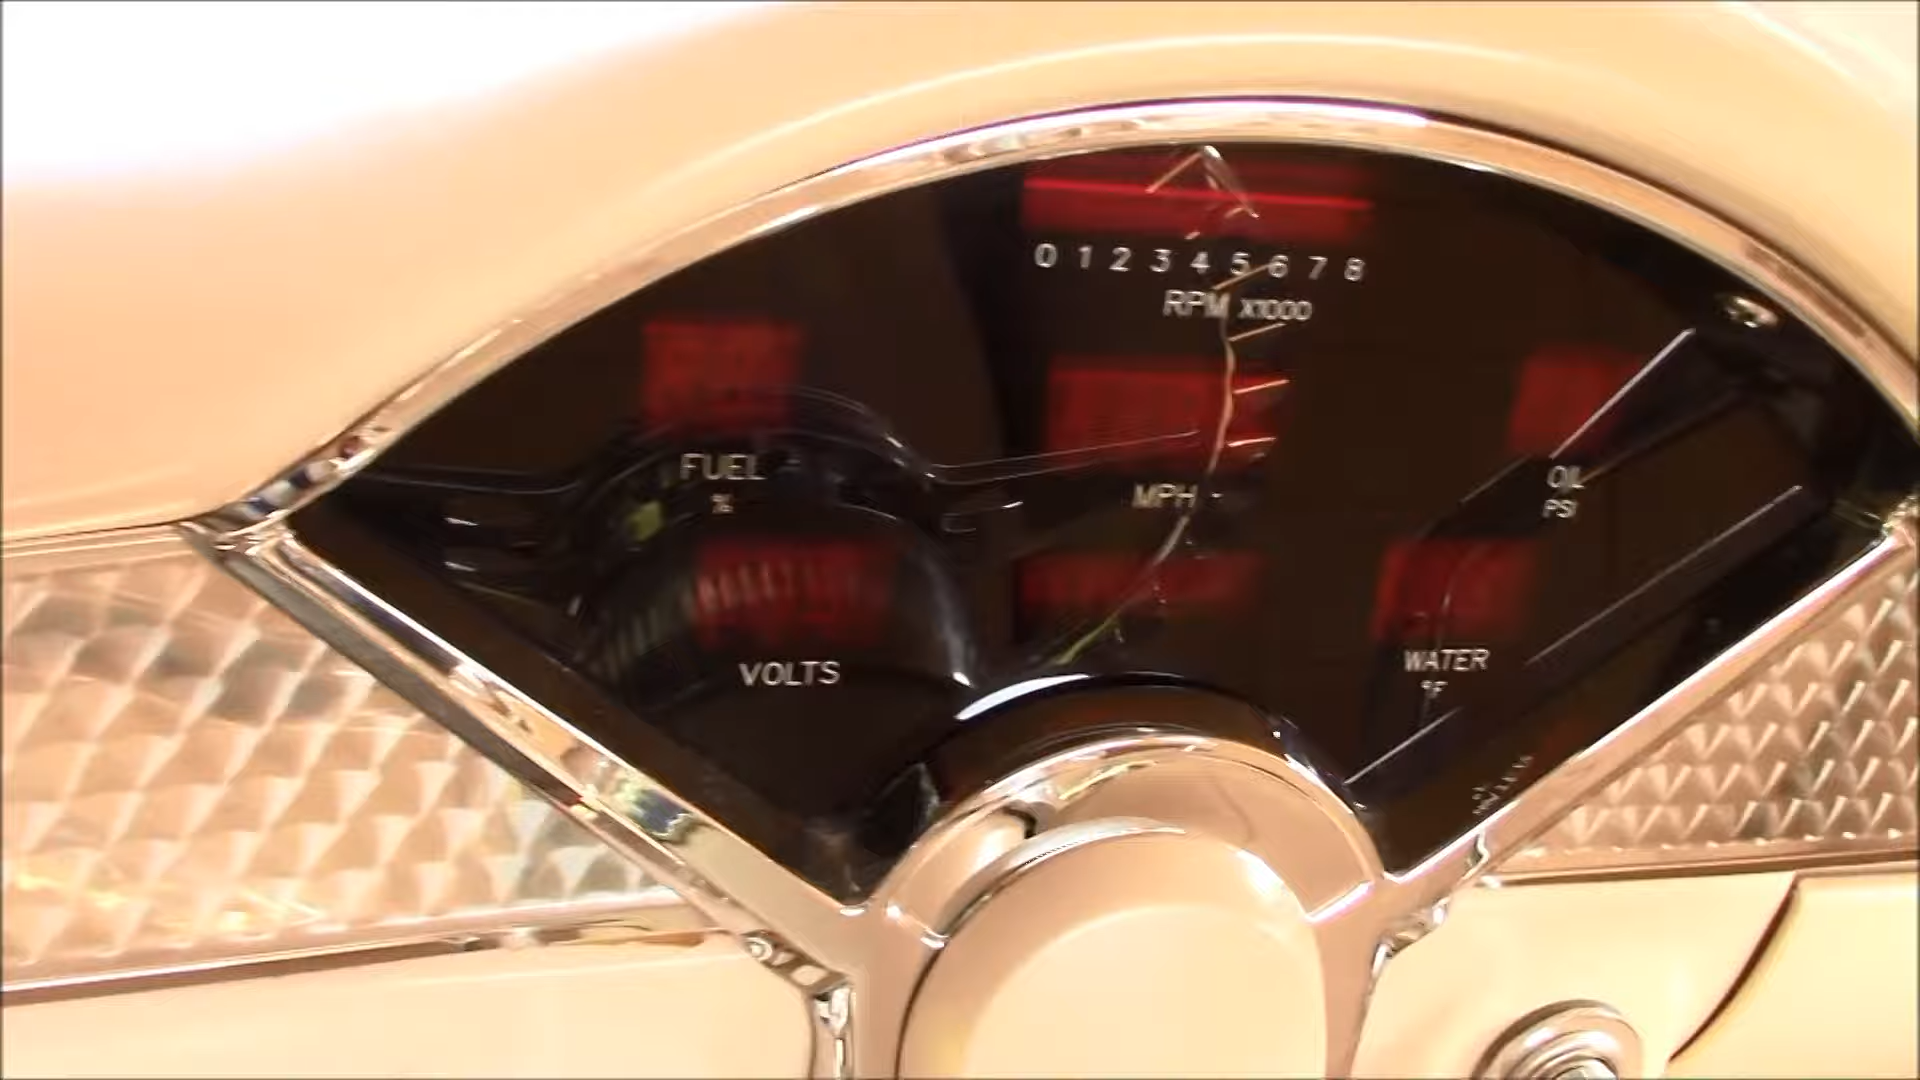 0 1 2 3 4 5 6 7 8
RPM X1000
FUEL
%
MPH
OIL
PSI
VOLTS
WATER
°F